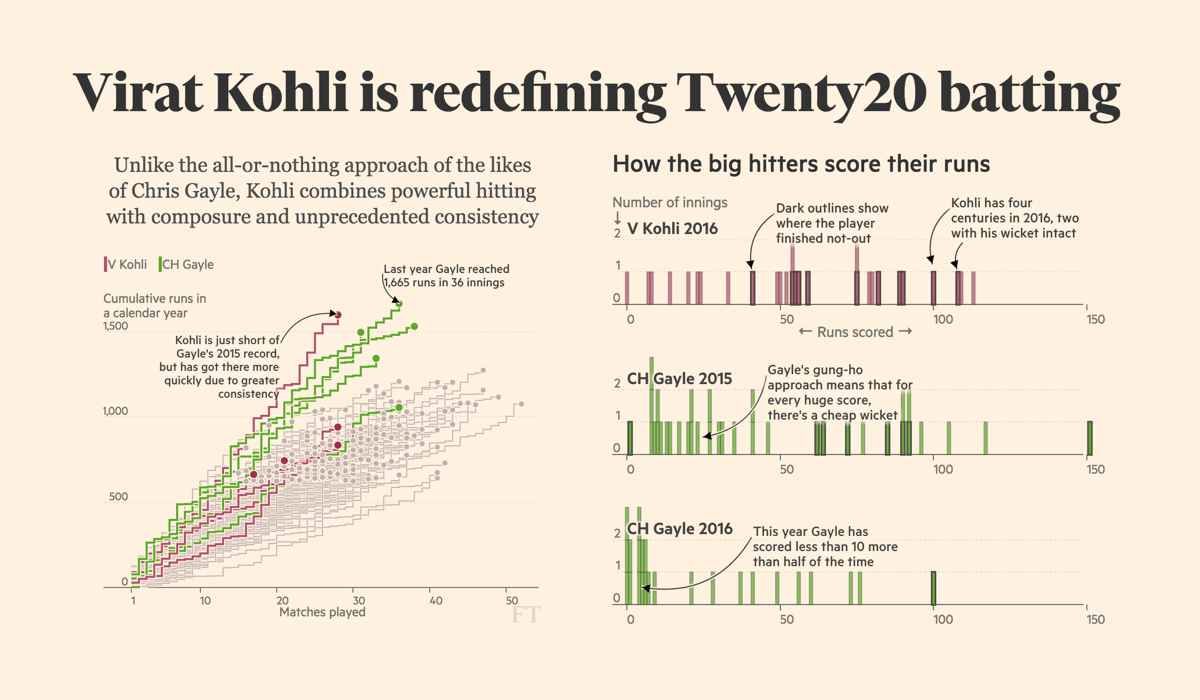 Virat Kohli is redefining Twenty20 batting
Unlike the all-or-nothing approach of the likes
of Chris Gayle, Kohli combines powerful hitting
with composure and unprecedented consistency
V Kohli CH Gayle
Cumulative runs in
a calendar year
1,500
1,000
500
0
Last year Gayle reached
1,665 runs in 36 innings
Kohli is just short of
Gayle's 2015 record,
but has got there more
quickly due to greater
consistency
1 10 20 30 40 50
Matches played
FT
How the big hitters score their runs
Number of innings
↓
2 V Kohli 2016
1
0
Dark outlines show
where the player
finished not-out
Kohli has four
centuries in 2016, two
with his wicket intact
0 50 100 150
← Runs scored →
CH Gayle 2015
2
1
0
Gayle's gung-ho
approach means that for
every huge score,
there's a cheap wicket
0 50 100 150
CH Gayle 2016
2
1
0
This year Gayle has
scored less than 10 more
than half of the time
0 50 100 150